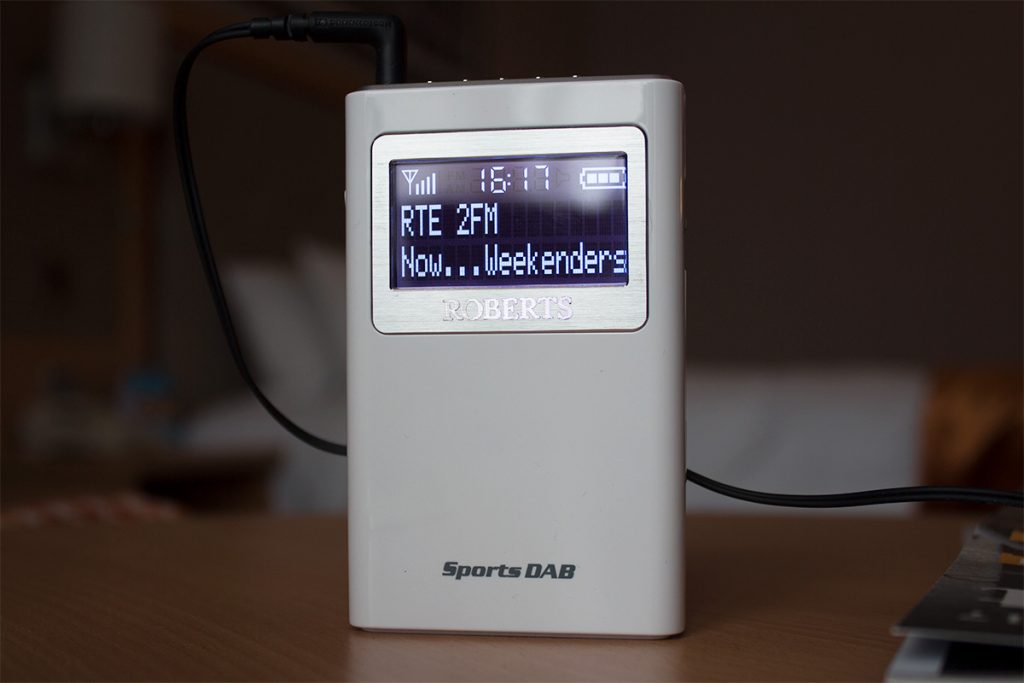 16:17
RTE 2FM
Now...Weekenders
ROBERTS
Sports DAB